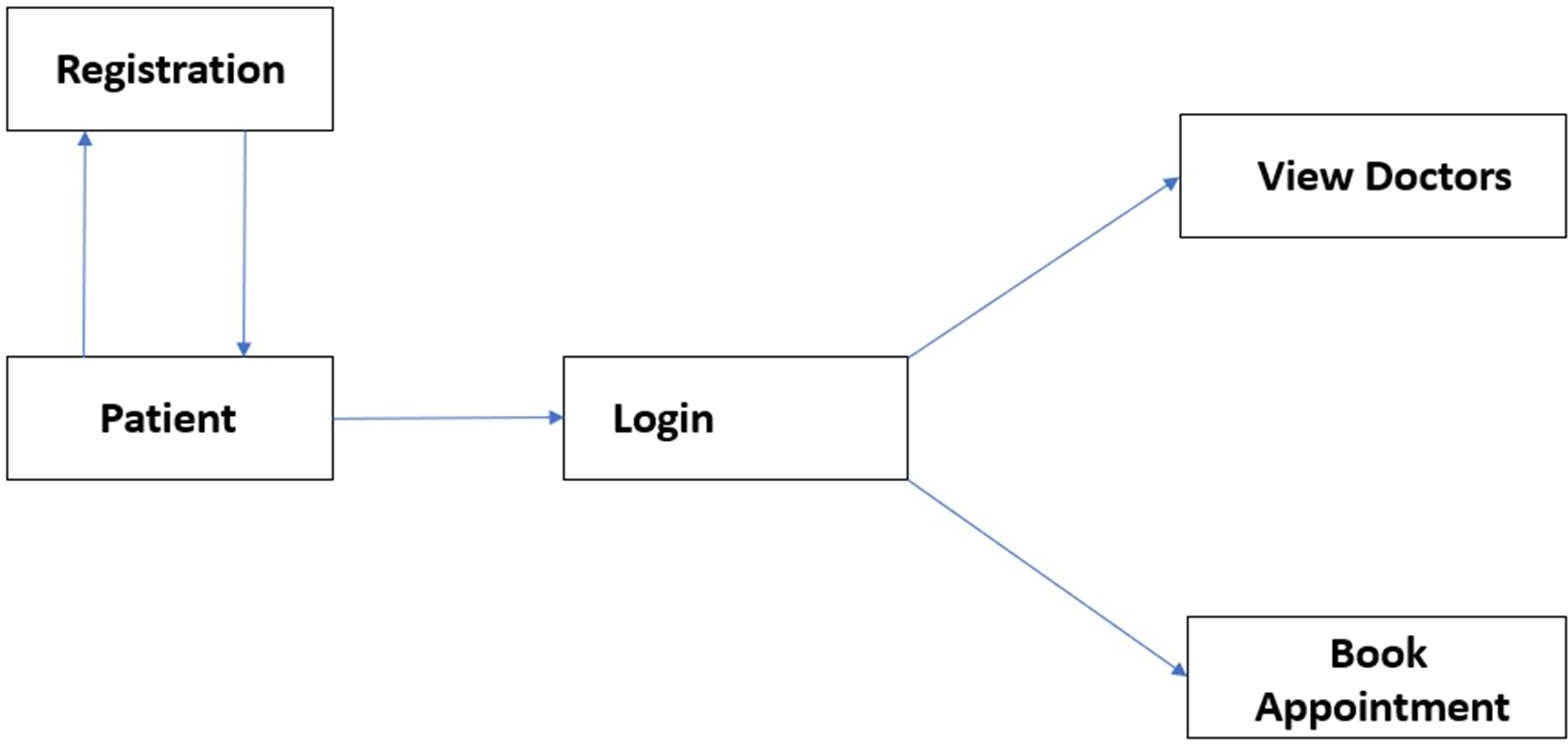 Registration
View Doctors
Patient
Login
Book
Appointment